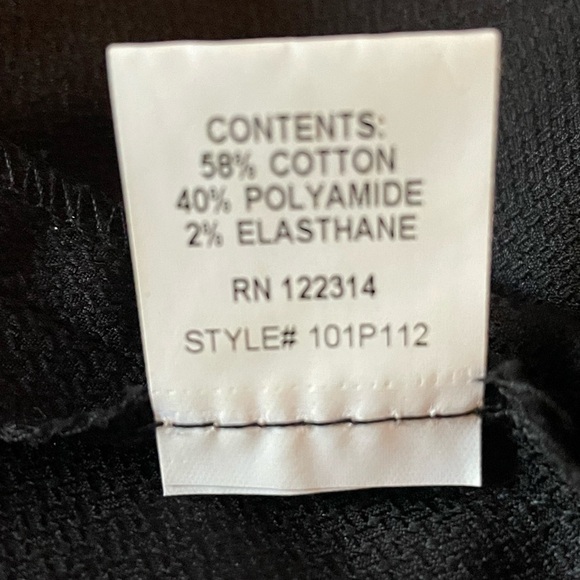 CONTENTS:
58% COTTON
40% POLYAMIDE
2% ELASTHANE
RN 122314
STYLE# 101P112